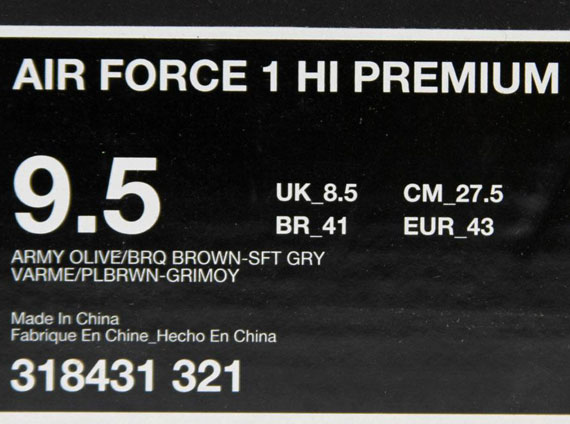 AIR FORCE 1 HI PREMIUM
9.5
UK_8.5 CM_27.5
BR_41 EUR_43
ARMY OLIVE/BRQ BROWN-SFT GRY
VARME/PLBRWN-GRIMOY
Made In China
Fabrique En Chine_Hecho En China
318431 321